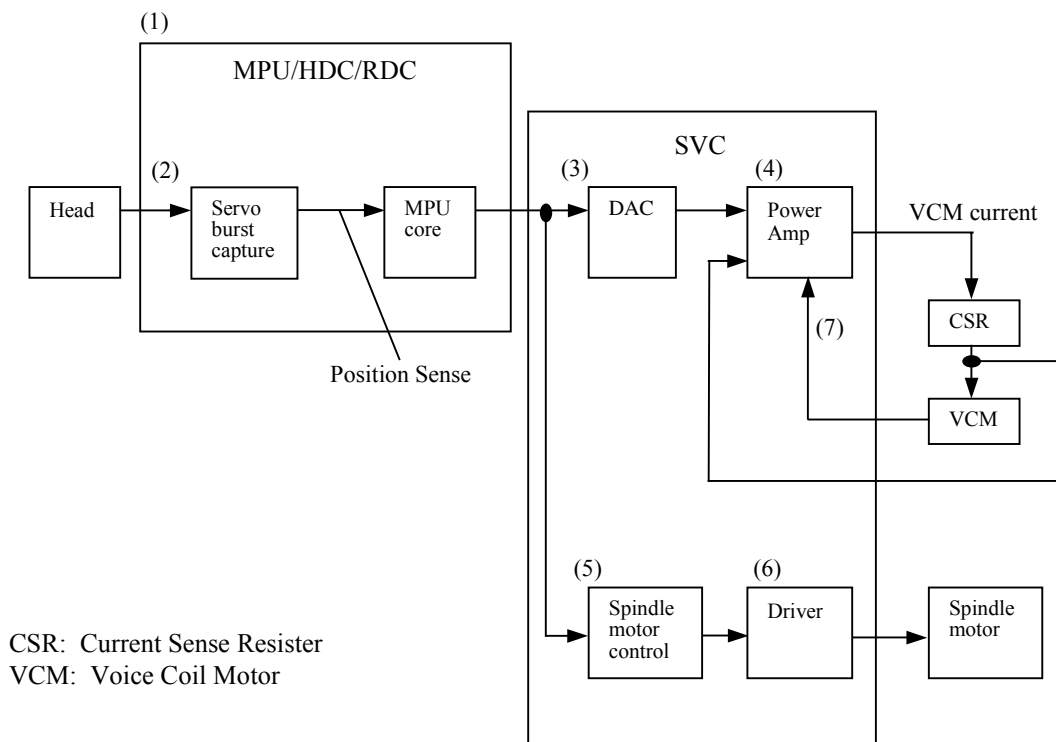 (1)
MPU/HDC/RDC
SVC
(2)
(3)
(4)
Head
Servo
burst
capture
MPU
core
DAC
Power
Amp
VCM current
(7)
CSR
Position Sense
VCM
(5)
(6)
Spindle
motor
control
Driver
Spindle
motor
CSR: Current Sense Resister
VCM: Voice Coil Motor